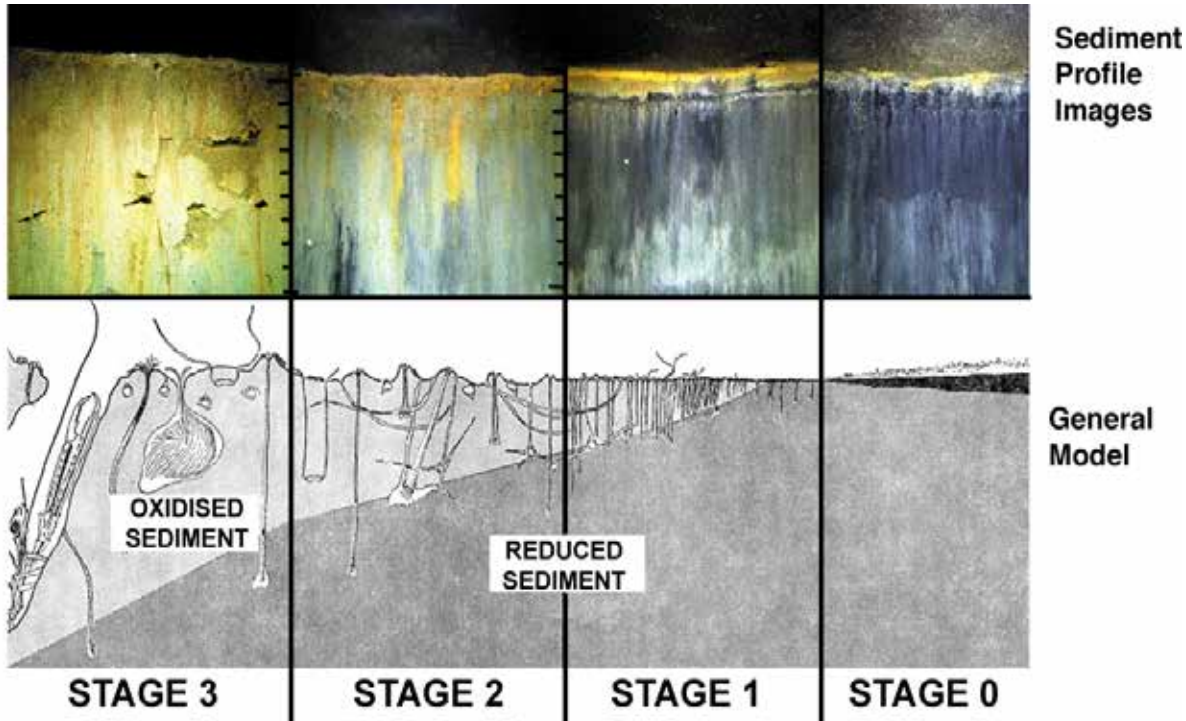 Sediment
Profile
Images
General
Model
OXIDISED
SEDIMENT
REDUCED
SEDIMENT
STAGE 3
STAGE 2
STAGE 1
STAGE 0